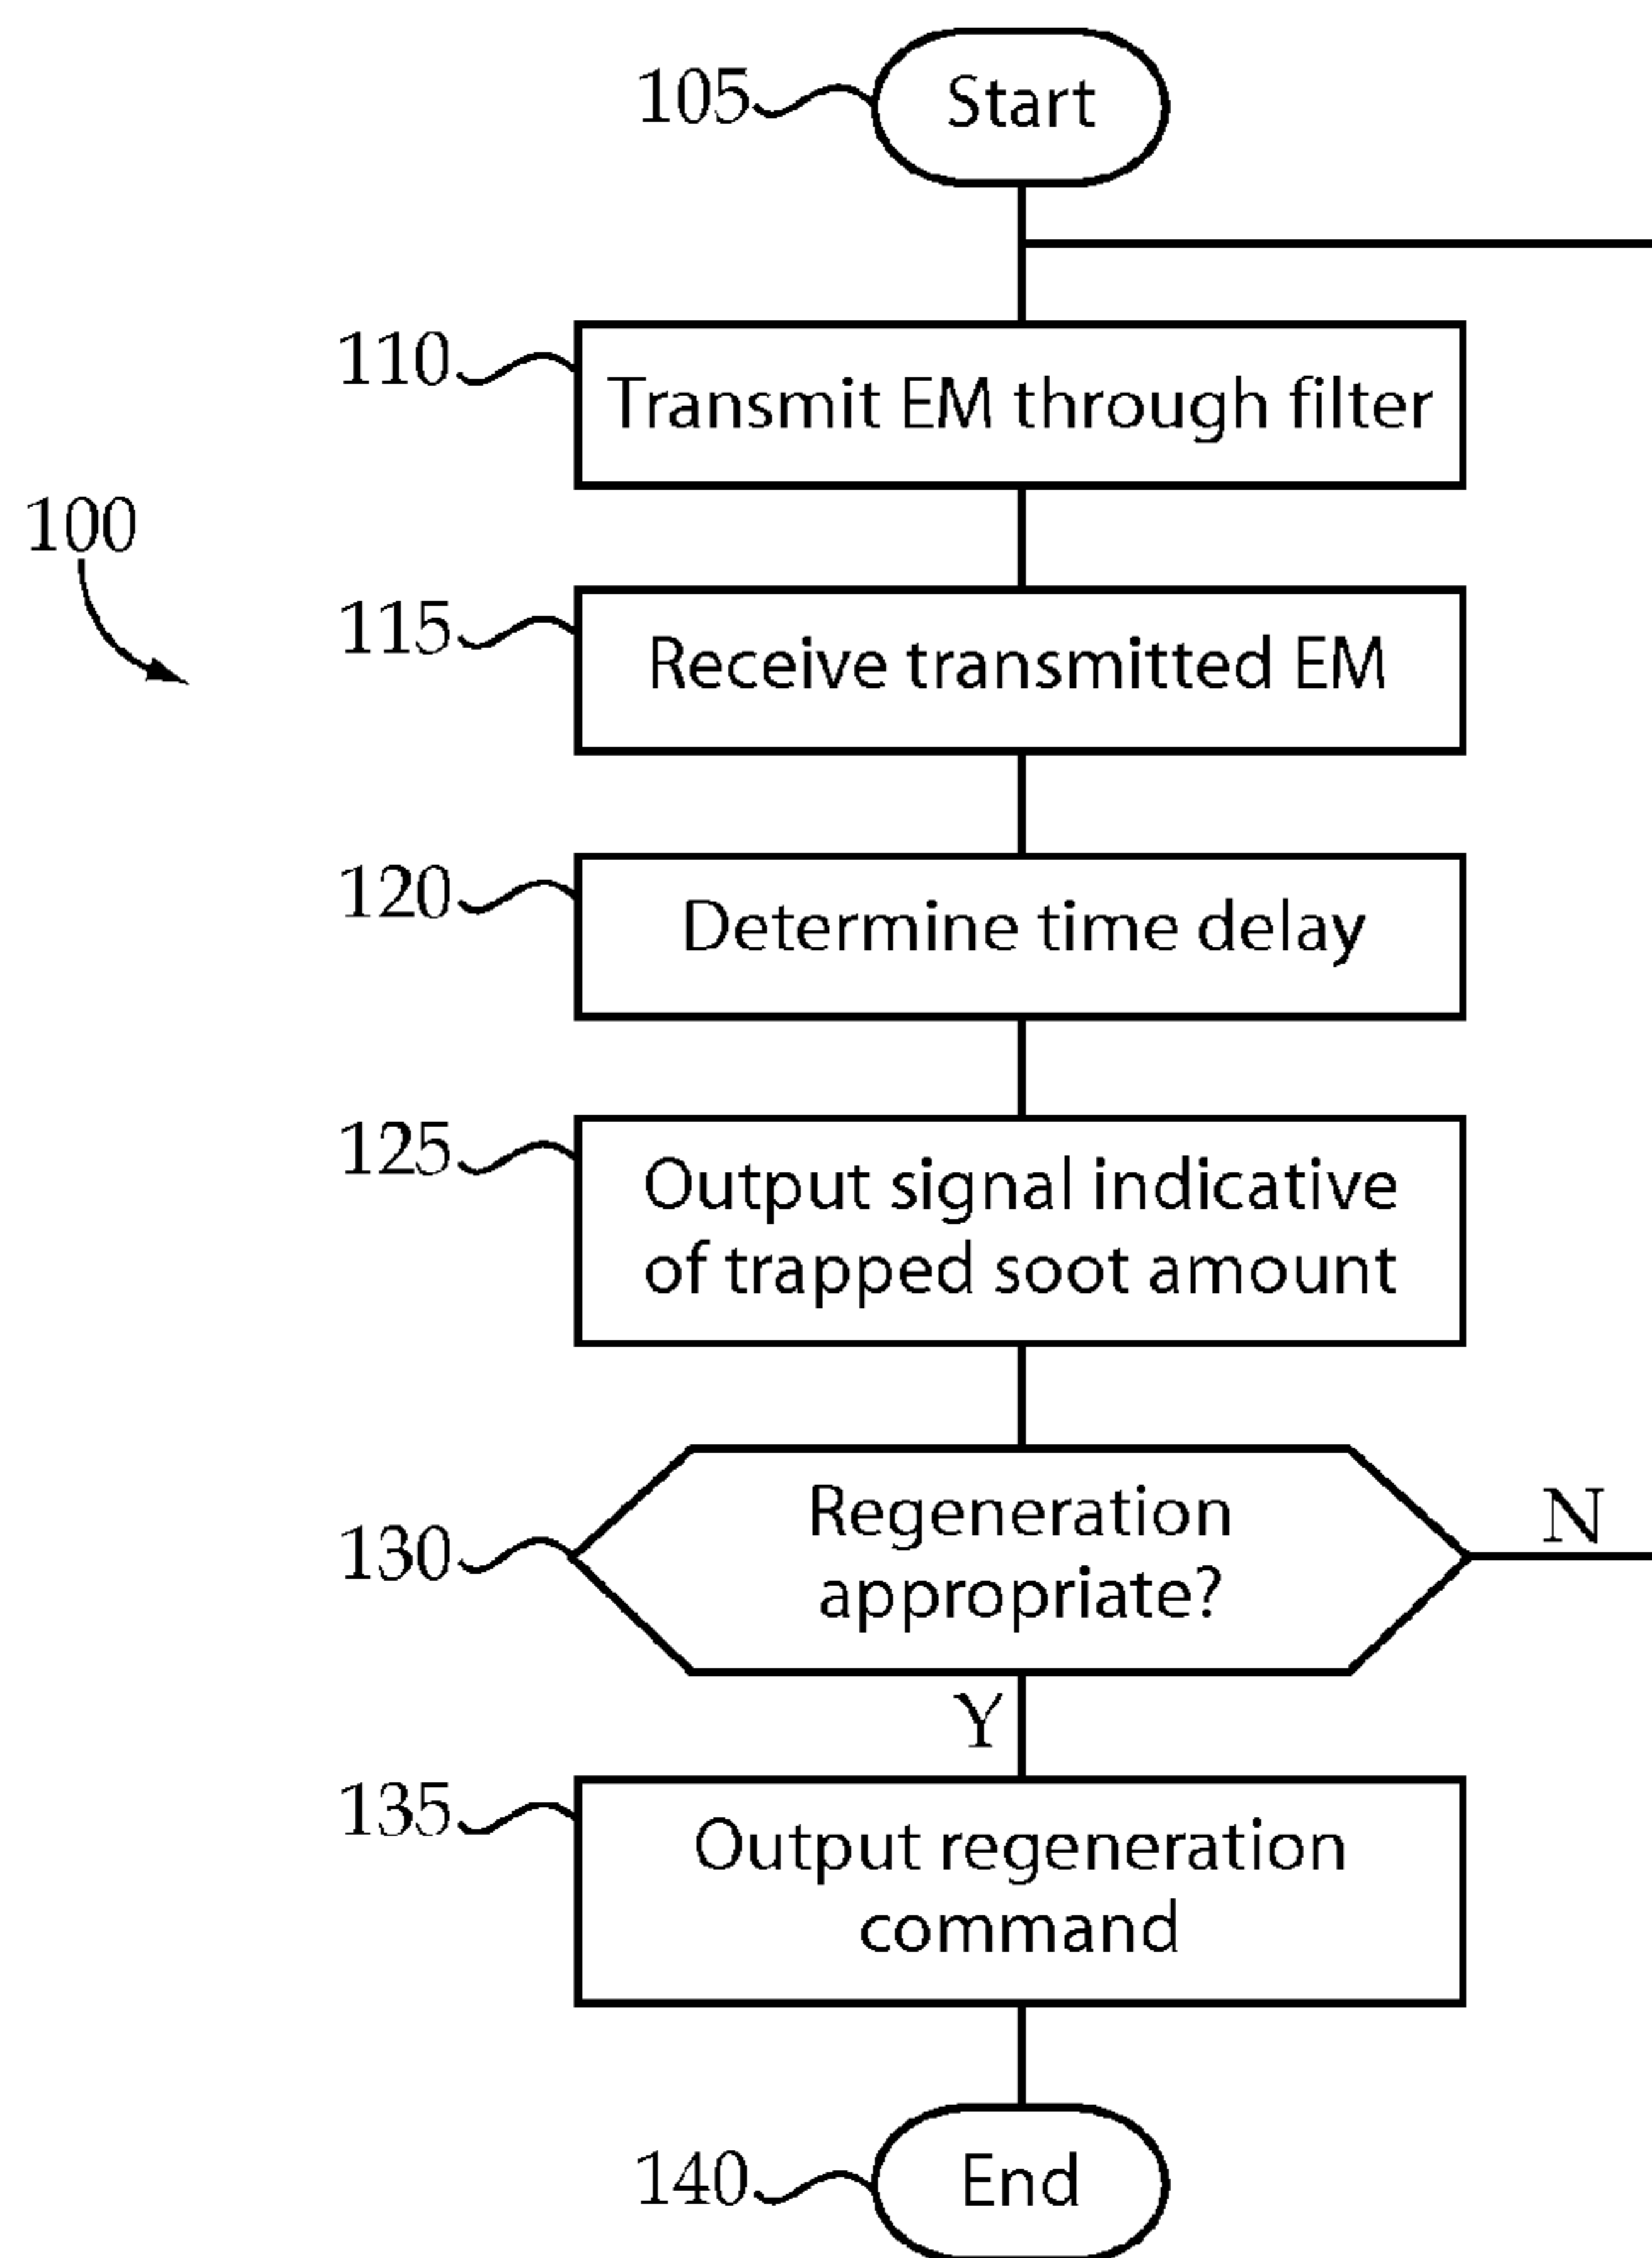 105
Start
110
Transmit EM through filter
100
115
Receive transmitted EM
120
Determine time delay
125
Output signal indicative
of trapped soot amount
130
Regeneration
appropriate?
N
Y
135
Output regeneration
command
140
End